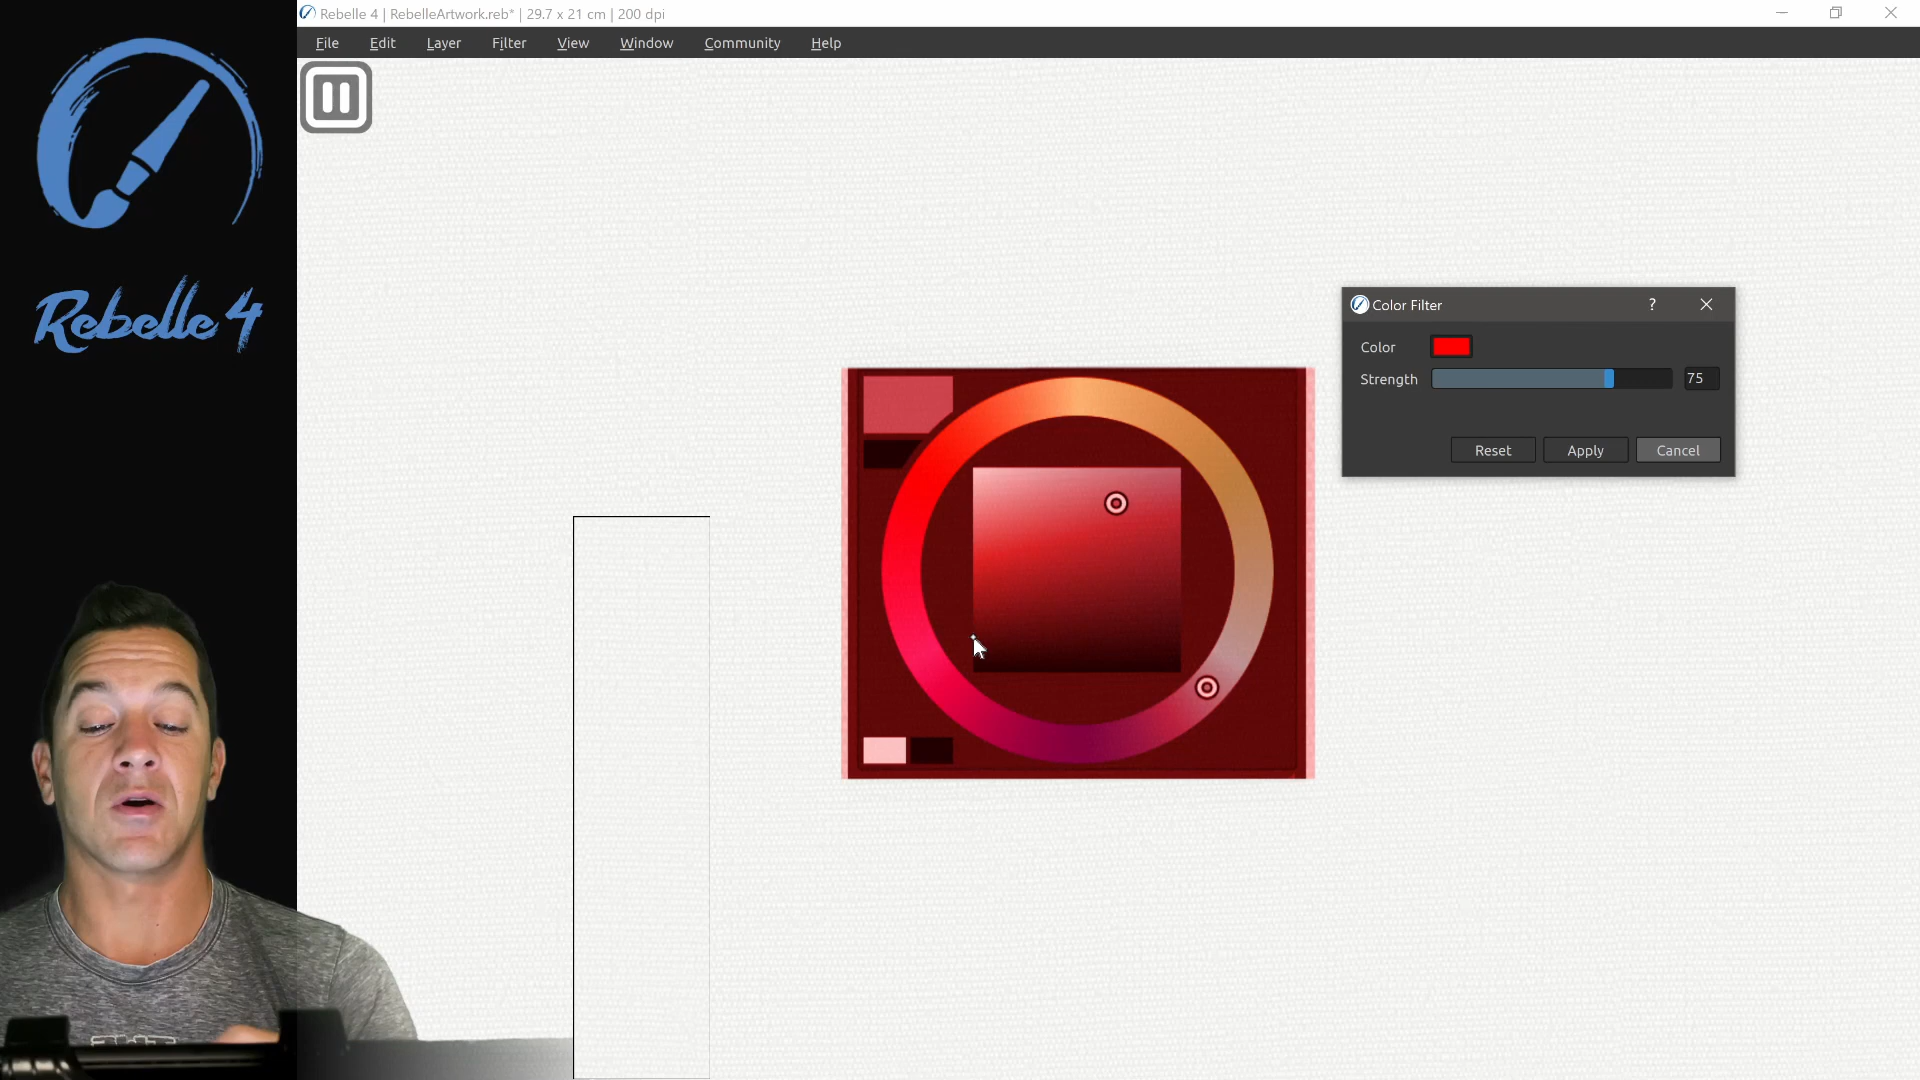 Rebelle 4 | RebelleArtwork.reb* | 29.7 x 21 cm | 200 dpi
File Edit Layer Filter View Window Community Help
Rebelle 4
Color Filter ?
Color
Strength 75
Reset Apply Cancel